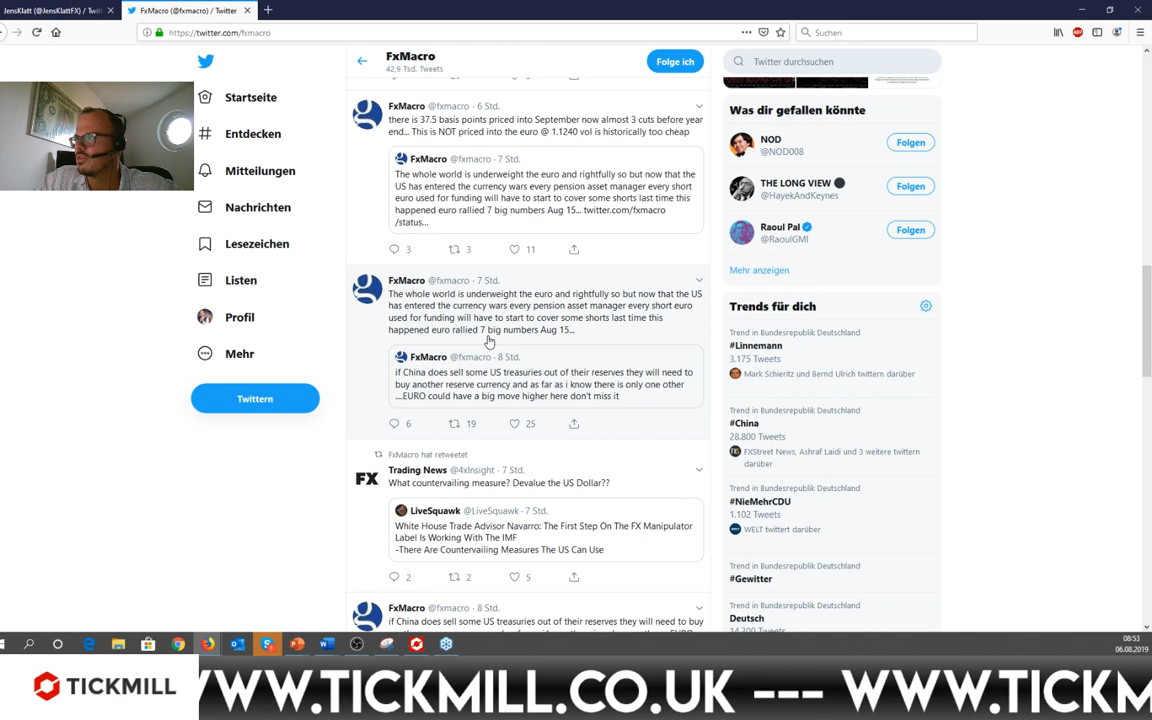 JensKlatt (@JensKlattFX) / Twitt
FxMacro (@fxmacro) / Twitter
https://twitter.com/fxmacro
Suchen
Startseite
Entdecken
Mitteilungen
Nachrichten
Lesezeichen
Listen
Profil
Mehr
Twittern
FxMacro
42,9 Tsd. Tweets
Folge ich
FxMacro @fxmacro · 6 Std.
there is 37.5 basis points priced into September now almost 3 cuts before year
end... This is NOT priced into the euro @ 1.1240 vol is historically too cheap
FxMacro @fxmacro · 7 Std.
The whole world is underweight the euro and rightfully so but now that the
US has entered the currency wars every pension asset manager every short
euro used for funding will have to start to cover some shorts last time this
happened euro rallied 7 big numbers Aug 15... twitter.com/fxmacro
/status...
3
3
11
FxMacro @fxmacro · 7 Std.
The whole world is underweight the euro and rightfully so but now that the US
has entered the currency wars every pension asset manager every short euro
used for funding will have to start to cover some shorts last time this
happened euro rallied 7 big numbers Aug 15...
FxMacro @fxmacro · 8 Std.
if China does sell some US treasuries out of their reserves they will need to
buy another reserve currency and as far as i know there is only one other
....EURO could have a big move higher here don't miss it
6
19
25
FxMacro hat retweetet
Trading News @4xInsight · 7 Std.
What countervailing measure? Devalue the US Dollar??
LiveSquawk @LiveSquawk · 7 Std.
White House Trade Advisor Navarro: The First Step On The FX Manipulator
Label Is Working With The IMF
-There Are Countervailing Measures The US Can Use
2
2
5
FxMacro @fxmacro · 8 Std.
if China does sell some US treasuries out of their reserves they will need to
Twitter durchsuchen
Was dir gefallen könnte
NOD
@NOD008
Folgen
THE LONG VIEW
@HayekAndKeynes
Folgen
Raoul Pal
@RaoulGMI
Folgen
Mehr anzeigen
Trends für dich
Trend in Bundesrepublik Deutschland
#Linnemann
3.175 Tweets
Mark Schieritz und Bernd Ulrich twittern darüber
Trend in Bundesrepublik Deutschland
#China
28.800 Tweets
FXStreet News, Ashraf Laidi und 3 weitere twittern
darüber
Trend in Bundesrepublik Deutschland
#NieMehrCDU
1.102 Tweets
WELT twittert darüber
Trend in Bundesrepublik Deutschland
#Gewitter
Trend in Bundesrepublik Deutschland
Deutsch
14.300 Tweets
08:53
06.08.2019
TICKMILL
WWW.TICKMILL.CO.UK --- WWW.TICKM